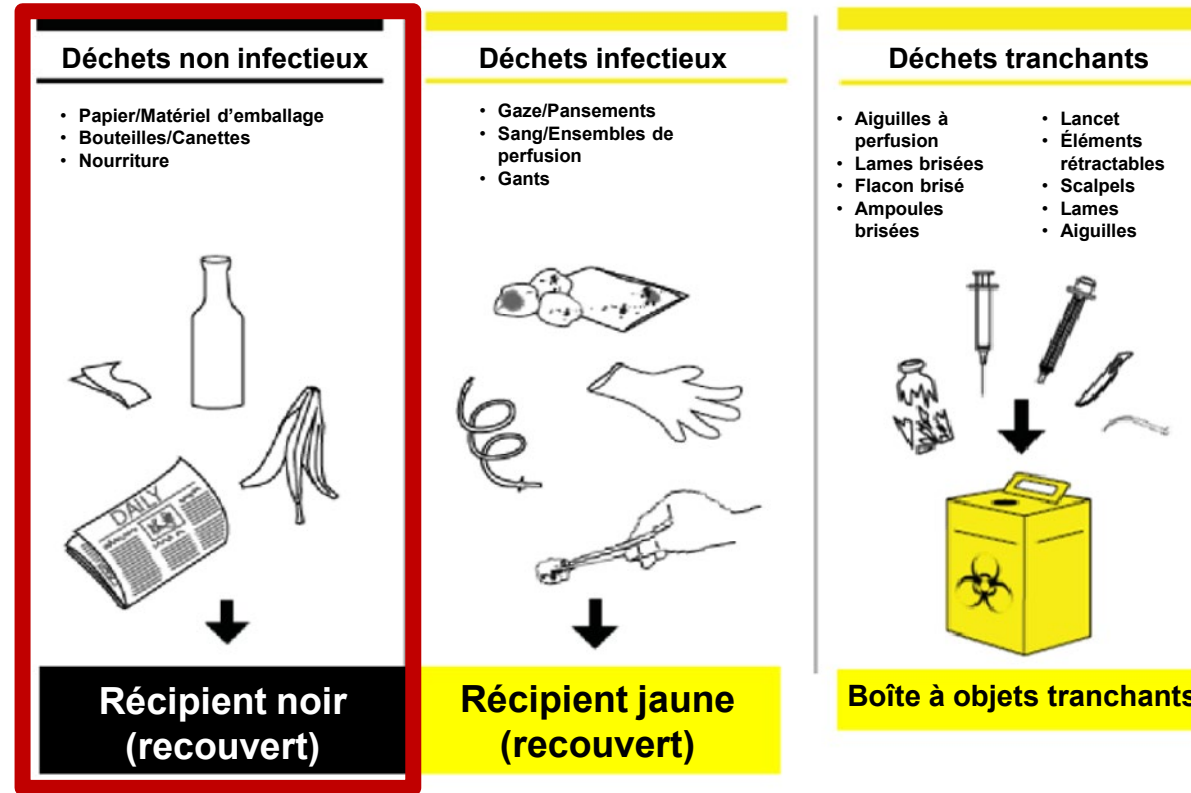 Déchets non infectieux
• Papier/Matériel d'emballage
• Bouteilles/Canettes
• Nourriture
DAILY
Récipient noir
(recouvert)
Déchets infectieux
• Gaze/Pansements
• Sang/Ensembles de
perfusion
• Gants
Récipient jaune
(recouvert)
Déchets tranchants
• Aiguilles à
perfusion
• Lames brisées
• Flacon brisé
• Ampoules
brisées
• Lancet
• Éléments
rétractables
• Scalpels
• Lames
• Aiguilles
Boîte à objets tranchants